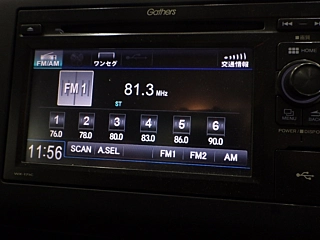 Gathers
FM/AM
ワンセグ
交通情報
FM1
81.3 MHz
ST
1 2 3 4 5 6
76.0 78.0 80.0 83.0 86.0 90.0
11:56 SCAN A.SEL FM1 FM2 AM
HOME
MENU
POWER